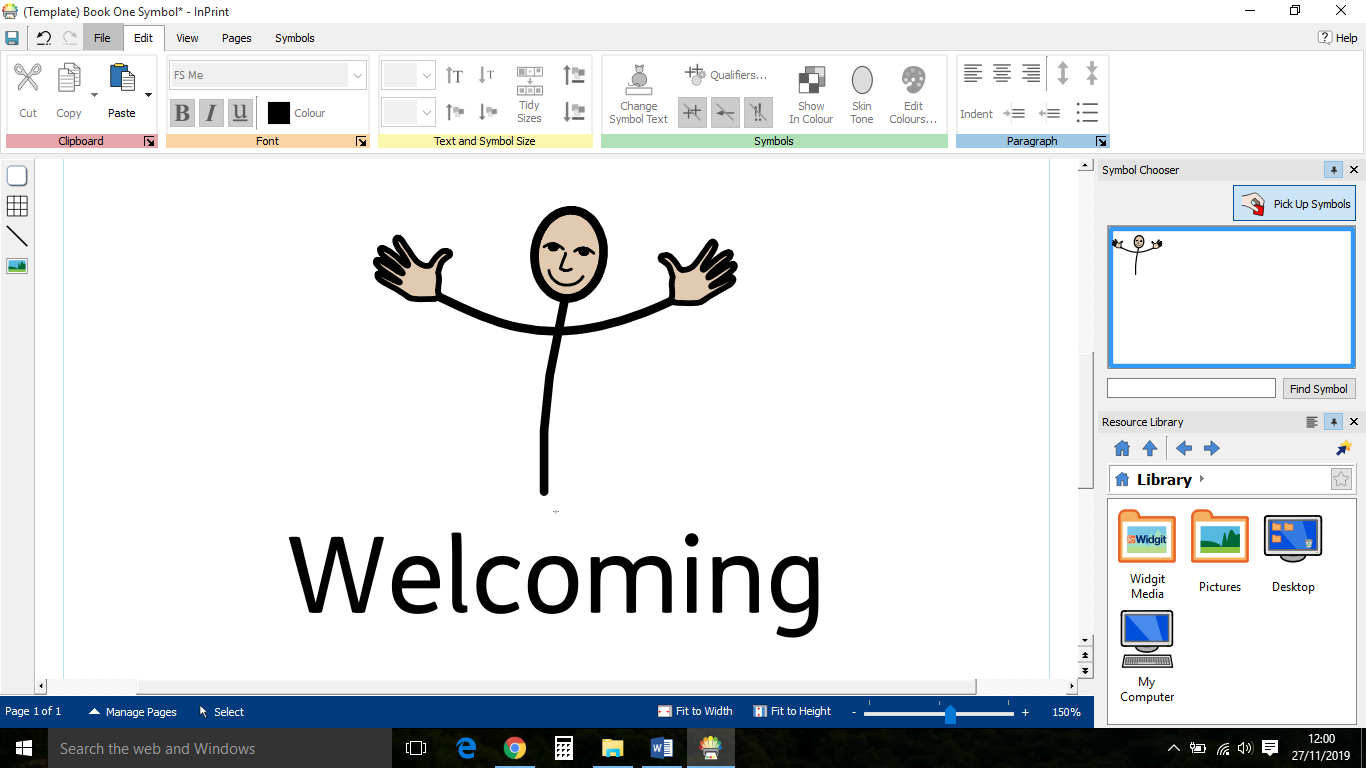 (Template) Book One Symbol* - InPrint
File Edit View Pages Symbols Help
Cut Copy Paste
Clipboard
FS Me
B I u Colour
Font
Tidy Sizes
Text and Symbol Size
Change Symbol Text
Qualifiers...
Show In Colour
Skin Tone
Edit Colours...
Symbols
Indent
Paragraph
Welcoming
Symbol Chooser
Pick Up Symbols
Find Symbol
Resource Library
Library
Widgit
Widgit Media
Pictures
Desktop
My Computer
Page 1 of 1 Manage Pages Select Fit to Width Fit to Height - + 150%
Search the web and Windows
12:00
27/11/2019